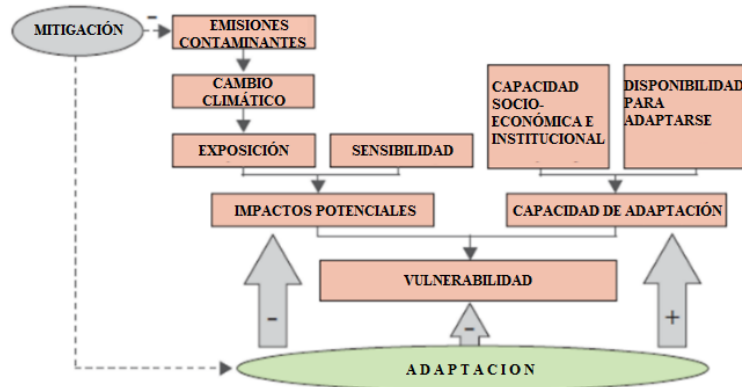 MITIGACIÓN
-
EMISIONES
CONTAMINANTES
CAMBIO
CLIMÁTICO
CAPACIDAD
SOCIO-
ECONÓMICA E
INSTITUCIONAL
DISPONIBILIDAD
PARA
ADAPTARSE
EXPOSICIÓN
SENSIBILIDAD
IMPACTOS POTENCIALES
CAPACIDAD DE ADAPTACIÓN
VULNERABILIDAD
-
-
+
ADAPTACION